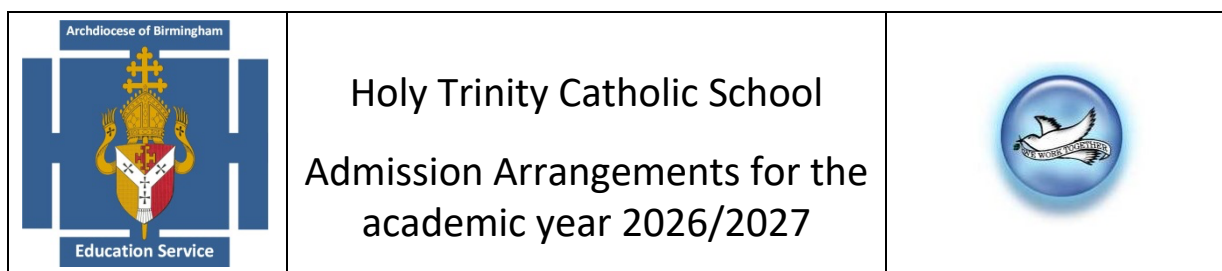 Archdiocese of Birmingham
Education Service
Holy Trinity Catholic School
Admission Arrangements for the
academic year 2026/2027
WE WORK TOGETHER